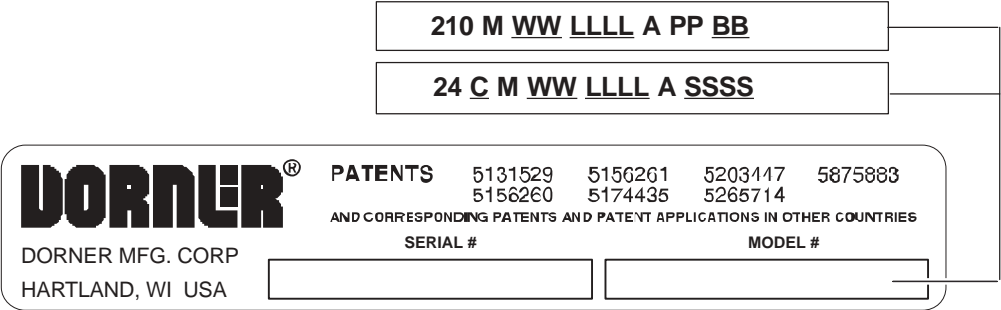 210 M WW LLLL A PP BB
24 C M WW LLLL A SSSS
DORNER® PATENTS 5131529 5156261 5203447 5875883
5156260 5174435 5265714
AND CORRESPONDING PATENTS AND PATENT APPLICATIONS IN OTHER COUNTRIES
SERIAL # MODEL #
DORNER MFG. CORP
HARTLAND, WI USA